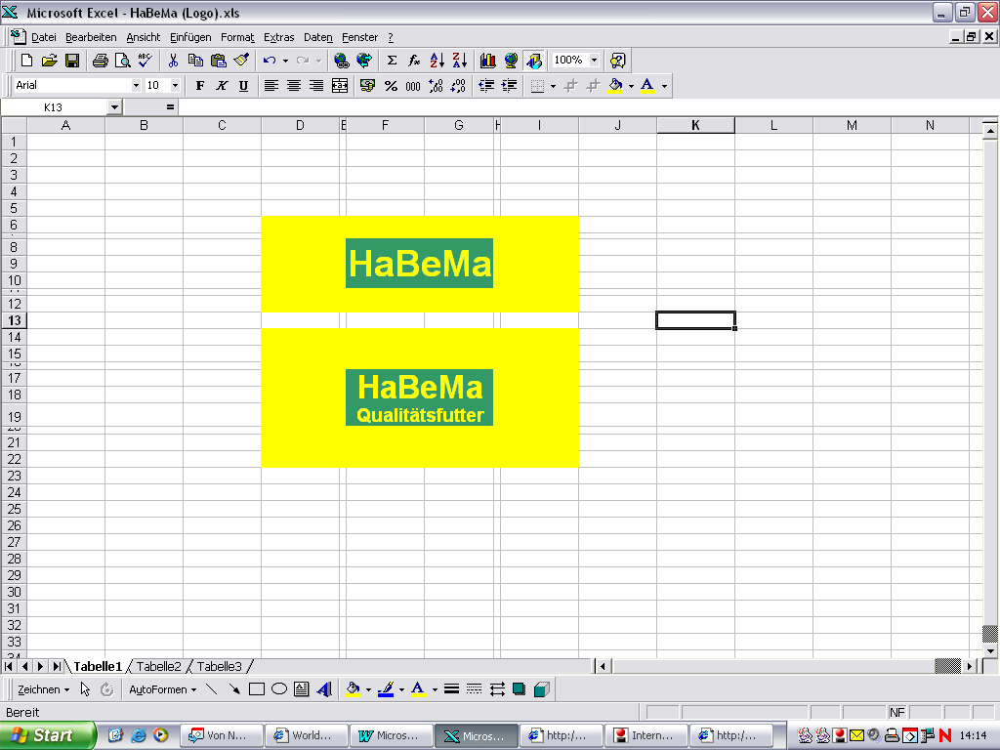 Microsoft Excel - HaBeMa (Logo).xls
Datei Bearbeiten Ansicht Einfügen Format Extras Daten Fenster ?
100%
Arial 10 F K U % 000
K13 =
A B C D E F G H I J K L M N
1
2
3
4
5
6
8
9
10
12
13
14
15
17
18
19
21
22
23
24
25
26
27
28
29
30
31
32
33
34
HaBeMa
HaBeMa
Qualitätsfutter
Tabelle1 Tabelle2 Tabelle3
Zeichnen AutoFormen
Bereit NF
Start Von N... World... Micros... Micros... http:/... Intern... http:/... 14:14